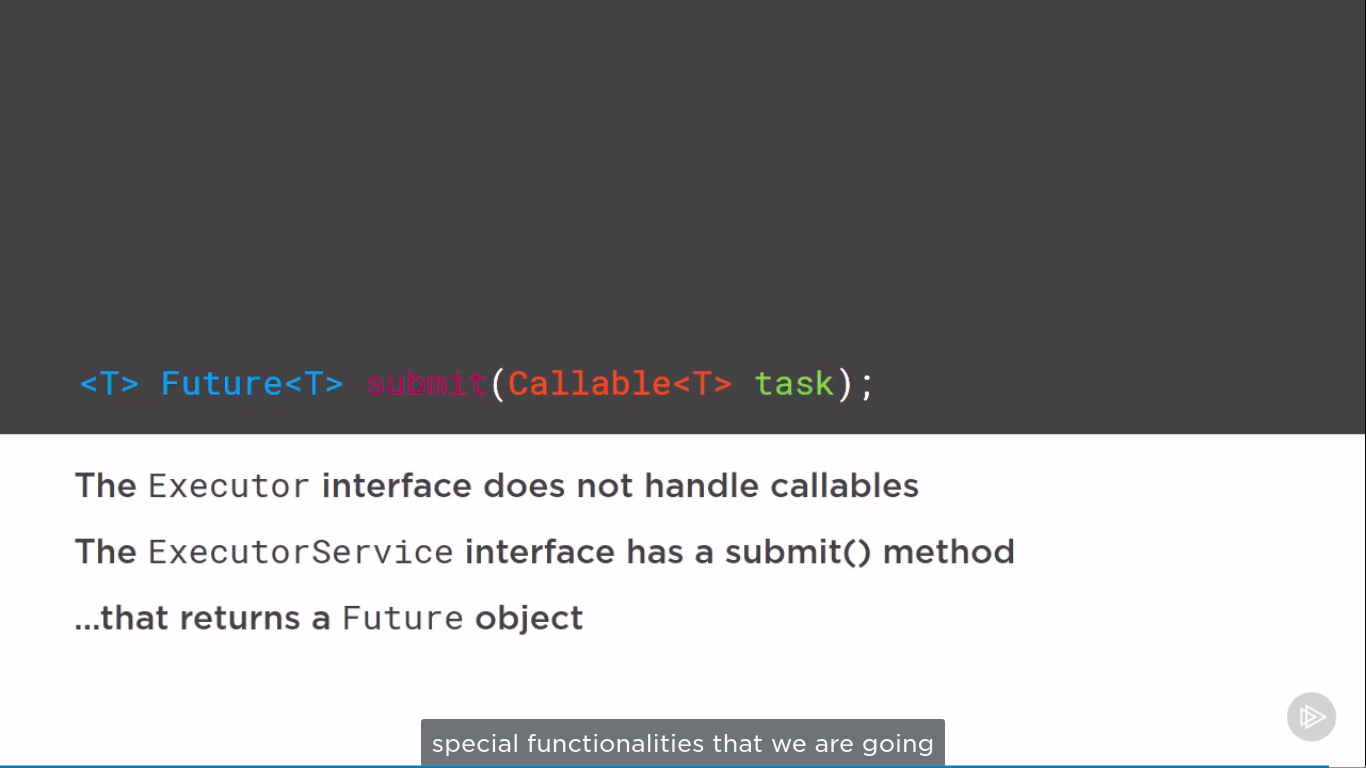 <T> Future<T> submit(Callable<T> task);
The Executor interface does not handle callables
The ExecutorService interface has a submit() method
...that returns a Future object
special functionalities that we are going